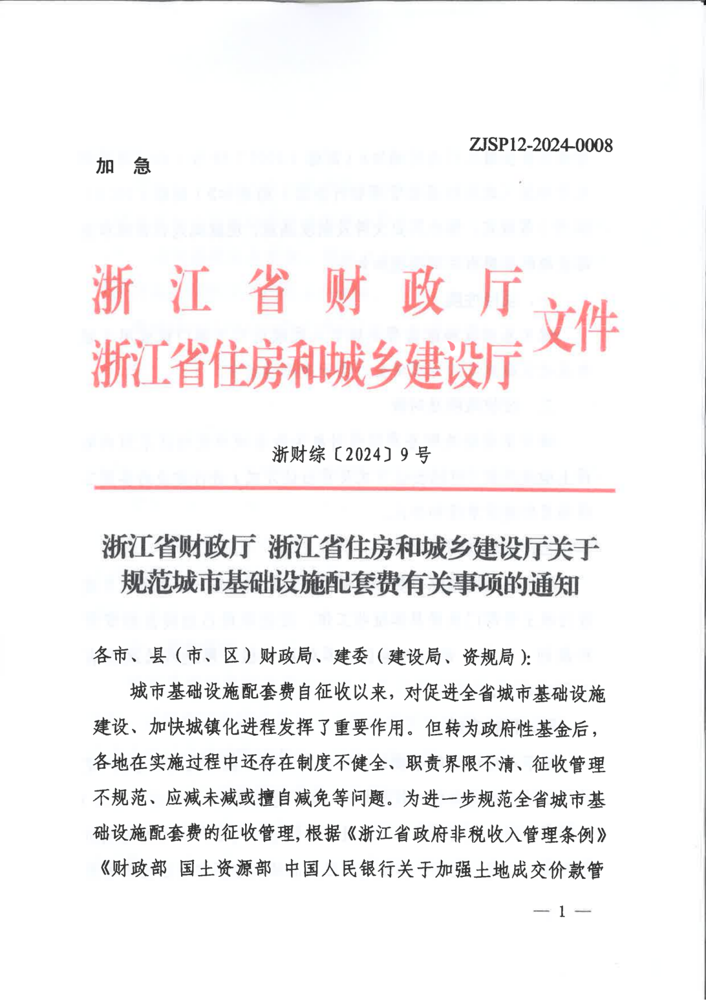 ZJSP12-2024-0008
加 急
浙江省财政厅
浙江省住房和城乡建设厅
文件
浙财综〔2024〕9号
浙江省财政厅 浙江省住房和城乡建设厅关于
规范城市基础设施配套费有关事项的通知
各市、县（市、区）财政局、建委（建设局、资规局）：
城市基础设施配套费自征收以来，对促进全省城市基础设施
建设、加快城镇化进程发挥了重要作用。但转为政府性基金后，
各地在实施过程中还存在制度不健全、职责界限不清、征收管理
不规范、应减未减或擅自减免等问题。为进一步规范全省城市基
础设施配套费的征收管理，根据《浙江省政府非税收入管理条例》
《财政部 国土资源部 中国人民银行关于加强土地成交价款管
— 1 —